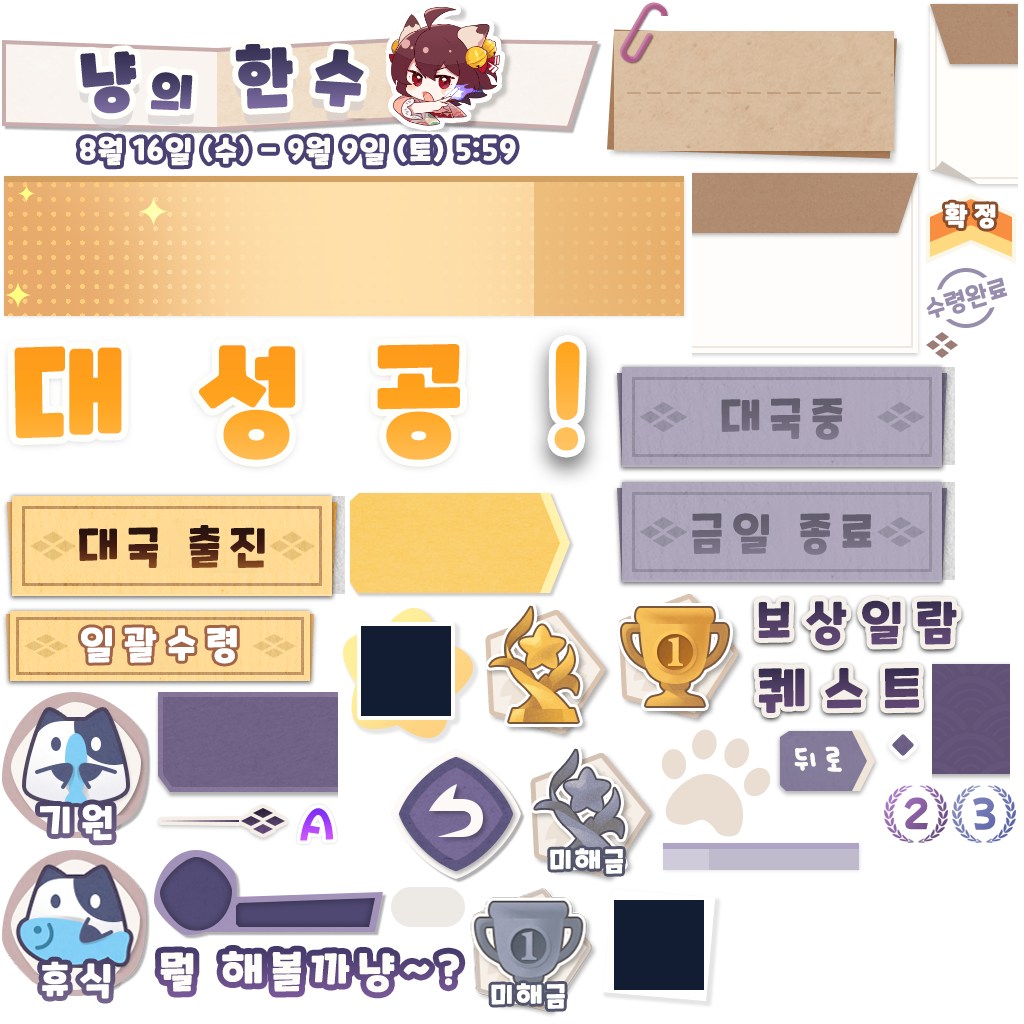 냥의 한 수
8월 16일 (수) - 9월 9일 (토) 5:59
확정
수령완료
대성공!
대국중
대국 출진
금일 종료
일괄수령
1
보상일람
퀘스트
기원
뒤로
A
2
3
미해금
휴식
1
미해금
뭘 해볼까냥~?